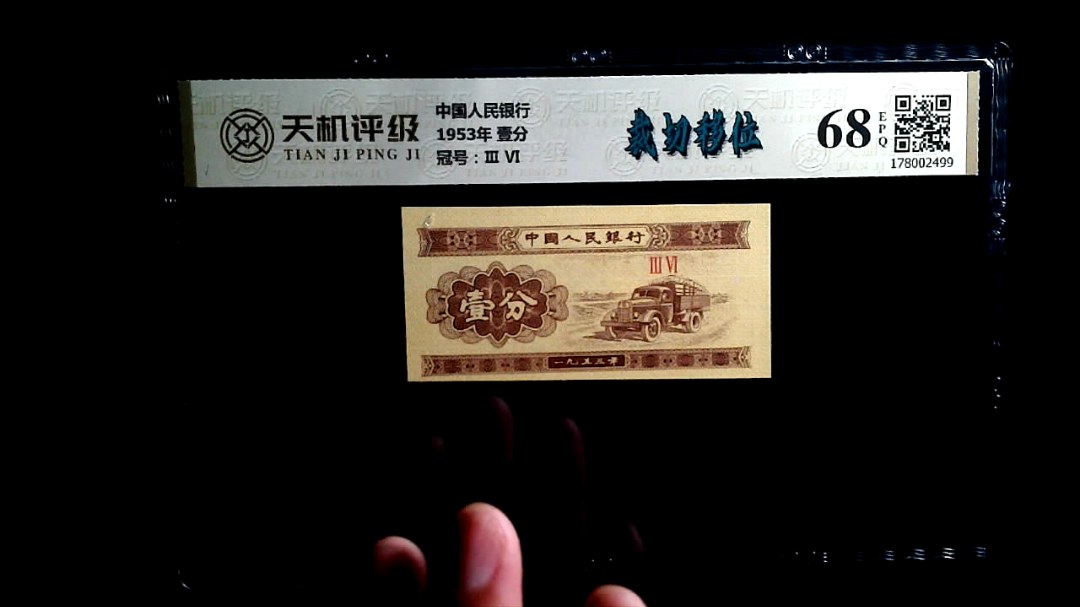 天机评级
TIAN JI PING JI
中国人民银行
1953年 壹分
冠号：Ⅲ Ⅵ
裁切移位
68
EPQ
178002499
中國人民銀行
Ⅲ Ⅵ
壹分
一九五三年